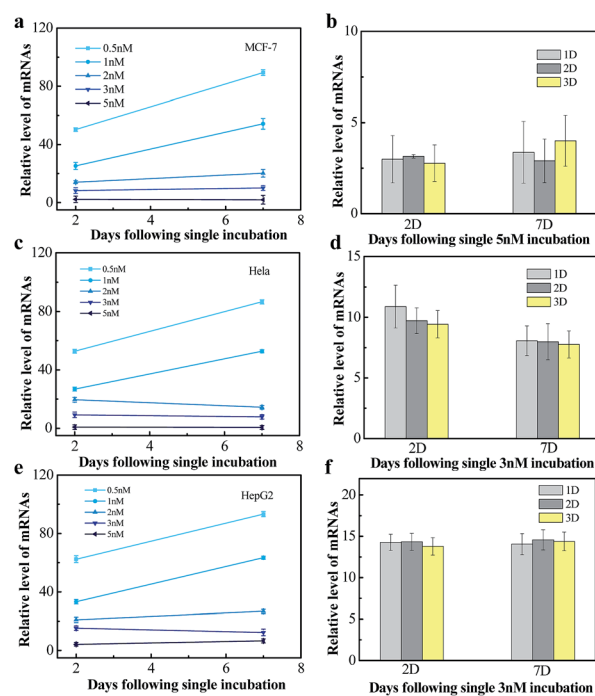 a
120
80
40
0
Relative level of mRNAs
0.5nM
1nM
2nM
3nM
5nM
MCF-7
2
4
6
8
Days following single incubation
b
10
5
0
Relative level of mRNAs
1D
2D
3D
2D
7D
Days following single 5nM incubation
c
120
80
40
0
Relative level of mRNAs
0.5nM
1nM
2nM
3nM
5nM
Hela
2
4
6
8
Days following single incubation
d
15
10
5
0
Relative level of mRNAs
1D
2D
3D
2D
7D
Days following single 3nM incubation
e
120
80
40
0
Relative level of mRNAs
0.5nM
1nM
2nM
3nM
5nM
HepG2
2
4
6
8
Days following single incubation
f
20
15
10
5
0
Relative level of mRNAs
1D
2D
3D
2D
7D
Days following single 3nM incubation